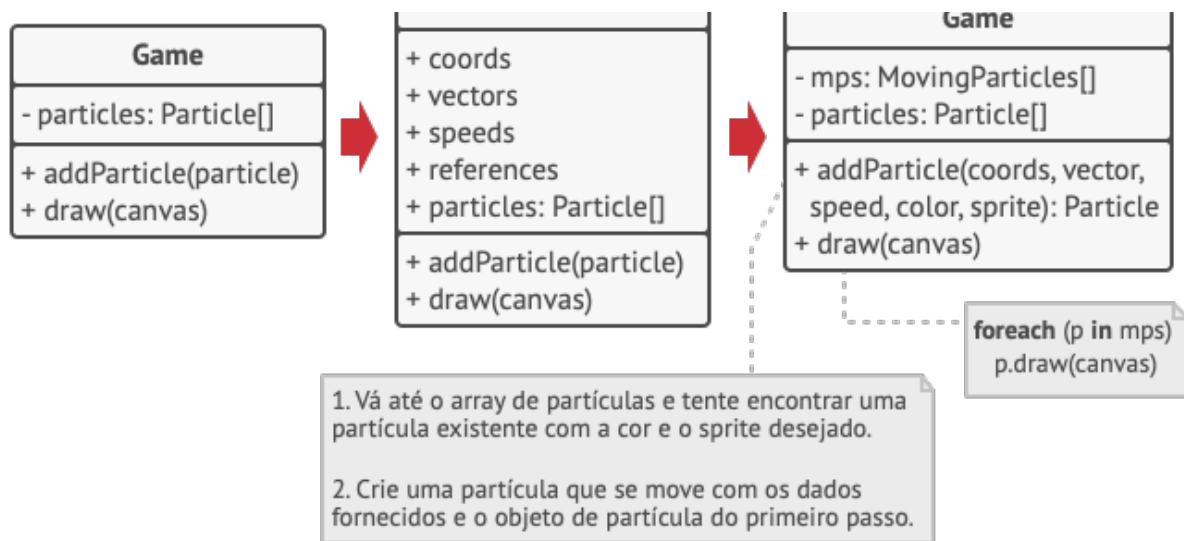 Game
- particles: Particle[]
+ addParticle(particle)
+ draw(canvas)
+ coords
+ vectors
+ speeds
+ references
+ particles: Particle[]
+ addParticle(particle)
+ draw(canvas)
Game
- mps: MovingParticles[]
- particles: Particle[]
+ addParticle(coords, vector,
speed, color, sprite): Particle
+ draw(canvas)
foreach (p in mps)
p.draw(canvas)
1. Vá até o array de partículas e tente encontrar uma
partícula existente com a cor e o sprite desejado.
2. Crie uma partícula que se move com os dados
fornecidos e o objeto de partícula do primeiro passo.